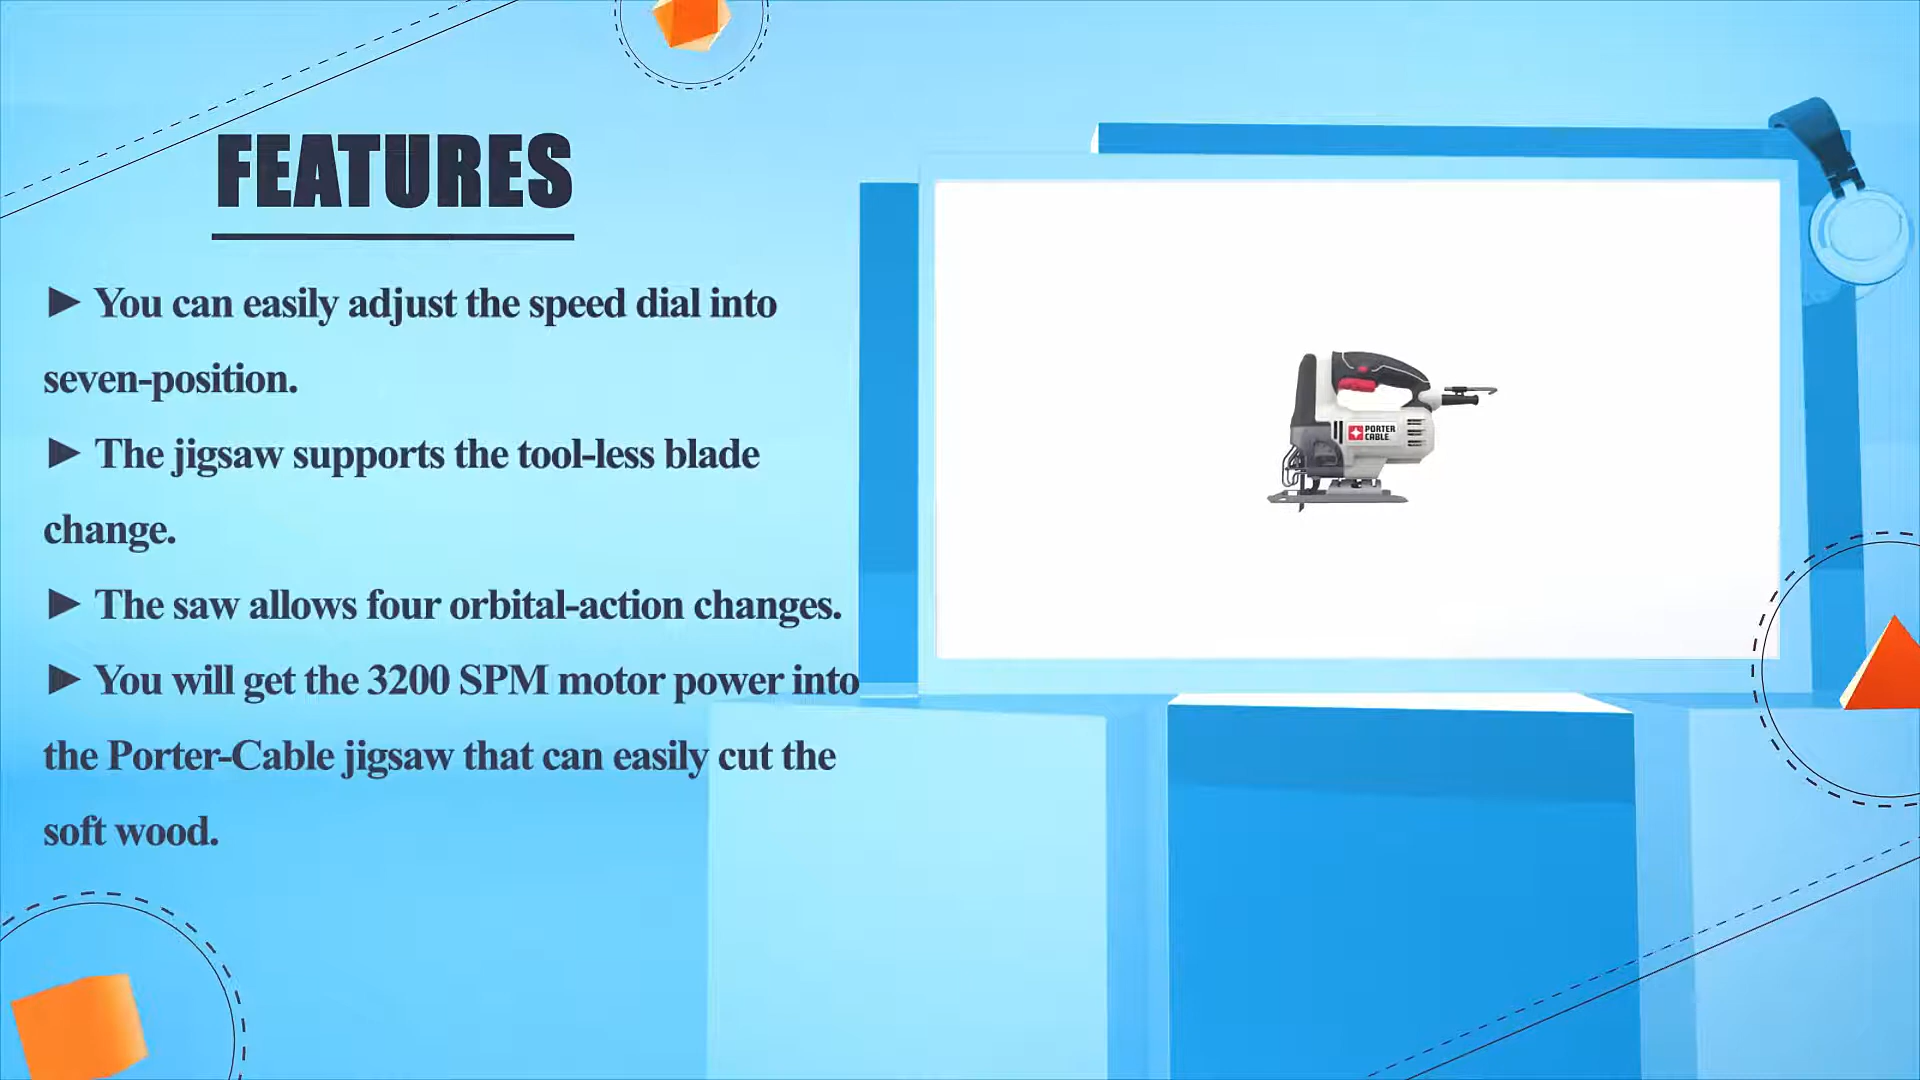 FEATURES
► You can easily adjust the speed dial into
seven-position.
► The jigsaw supports the tool-less blade
change.
► The saw allows four orbital-action changes.
► You will get the 3200 SPM motor power into
the Porter-Cable jigsaw that can easily cut the
soft wood.
PORTER
CABLE